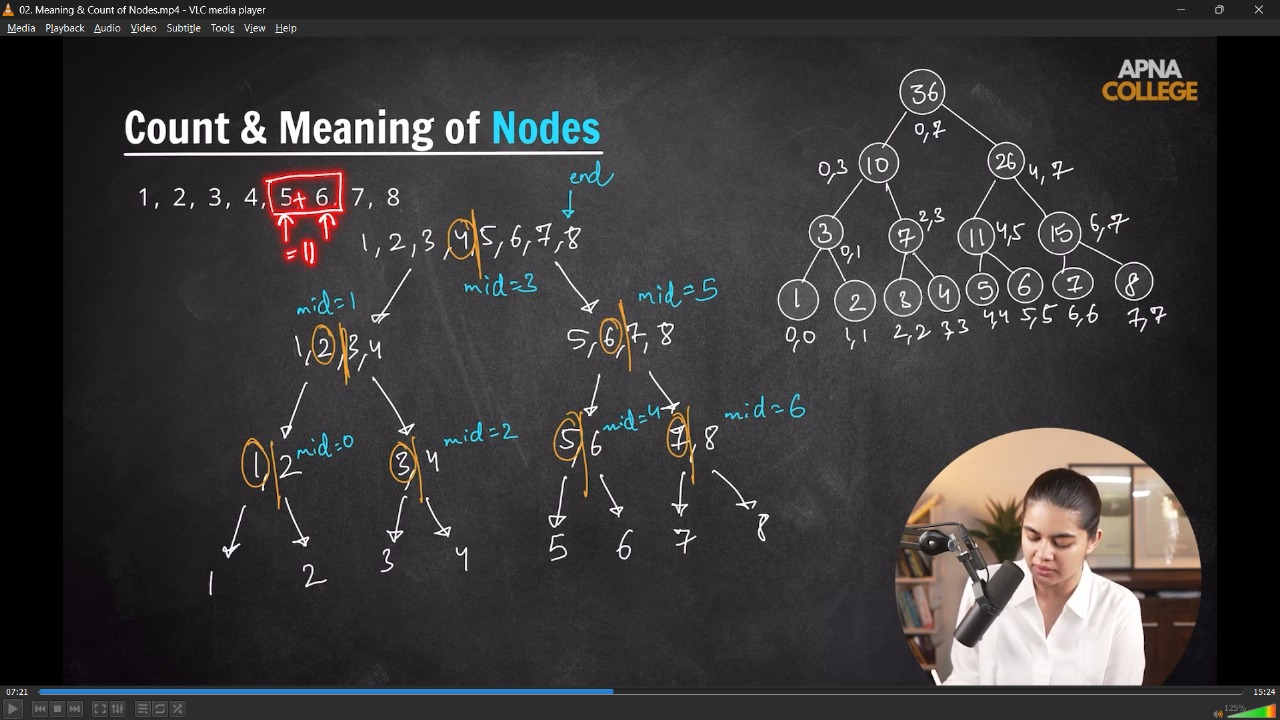 02. Meaning & Count of Nodes.mp4 - VLC media player
Media Playback Audio Video Subtitle Tools View Help
APNA
COLLEGE
Count & Meaning of Nodes
end
1, 2, 3, 4, 5+ 6, 7, 8
= 11
1, 2, 3, 4, 5, 6, 7, 8
mid=3
mid=1
mid=5
1, 2, 3, 4
5, 6, 7, 8
1, 2
mid=0
3, 4
mid=2
5, 6
mid=4
7, 8
mid=6
1
2
3
4
5
6
7
8
36
0,7
0,3
10
26
4,7
3
0,1
7
2,3
11
4,5
15
6,7
1
2
3
4
5
6
7
8
0,0
1,1
2,2
3,3
4,4
5,5
6,6
7,7
07:21
15:24
125%